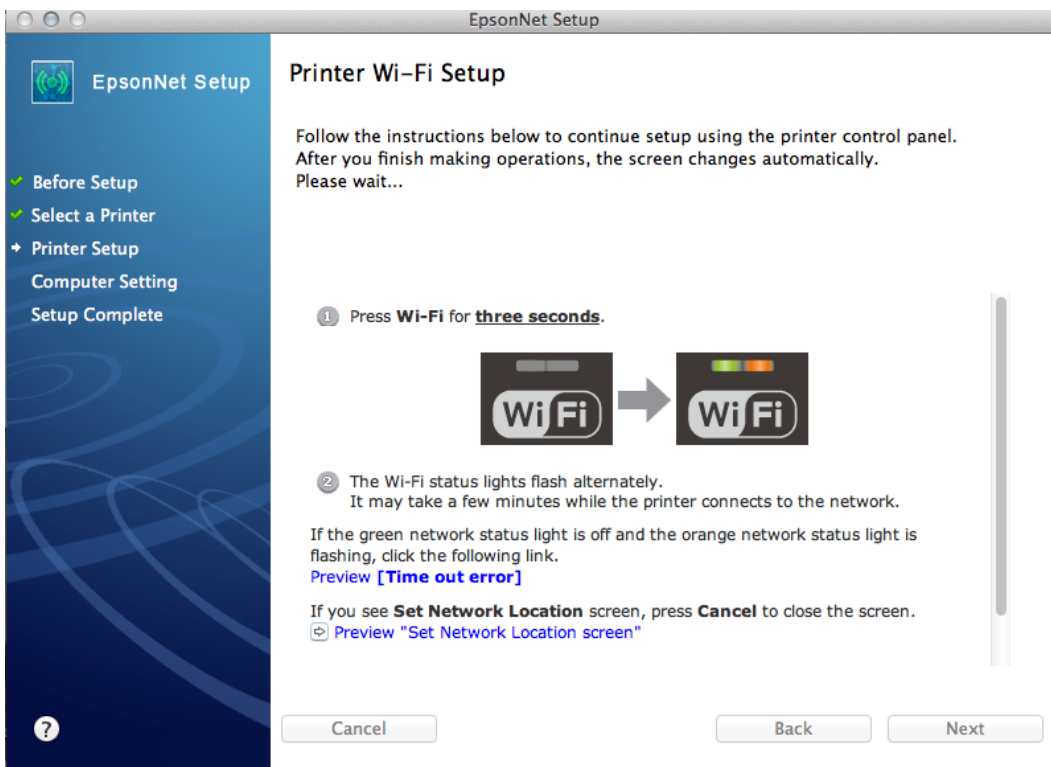 EpsonNet Setup
EpsonNet Setup
Before Setup
Select a Printer
Printer Setup
Computer Setting
Setup Complete
?
Printer Wi-Fi Setup
Follow the instructions below to continue setup using the printer control panel.
After you finish making operations, the screen changes automatically.
Please wait...
1 Press Wi-Fi for three seconds.
Wi Fi Wi Fi
2 The Wi-Fi status lights flash alternately.
It may take a few minutes while the printer connects to the network.
If the green network status light is off and the orange network status light is
flashing, click the following link.
Preview [Time out error]
If you see Set Network Location screen, press Cancel to close the screen.
Preview "Set Network Location screen"
Cancel Back Next